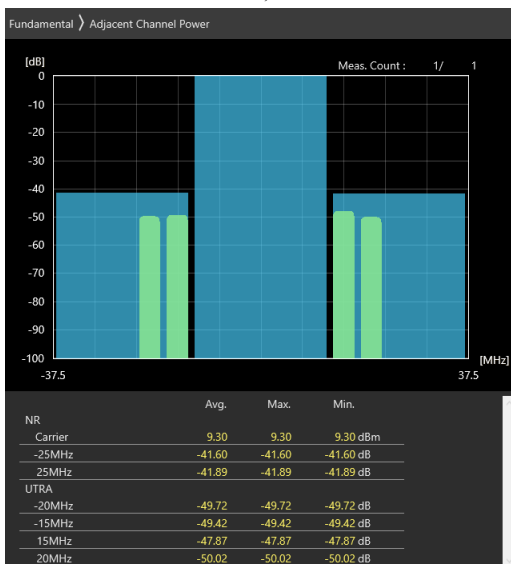 Fundamental ⟩ Adjacent Channel Power
[dB] Meas. Count : 1/ 1
0
-10
-20
-30
-40
-50
-60
-70
-80
-90
-100 [MHz]
-37.5 37.5
Avg. Max. Min.
NR
Carrier 9.30 9.30 9.30 dBm
-25MHz -41.60 -41.60 -41.60 dB
25MHz -41.89 -41.89 -41.89 dB
UTRA
-20MHz -49.72 -49.72 -49.72 dB
-15MHz -49.42 -49.42 -49.42 dB
15MHz -47.87 -47.87 -47.87 dB
20MHz -50.02 -50.02 -50.02 dB